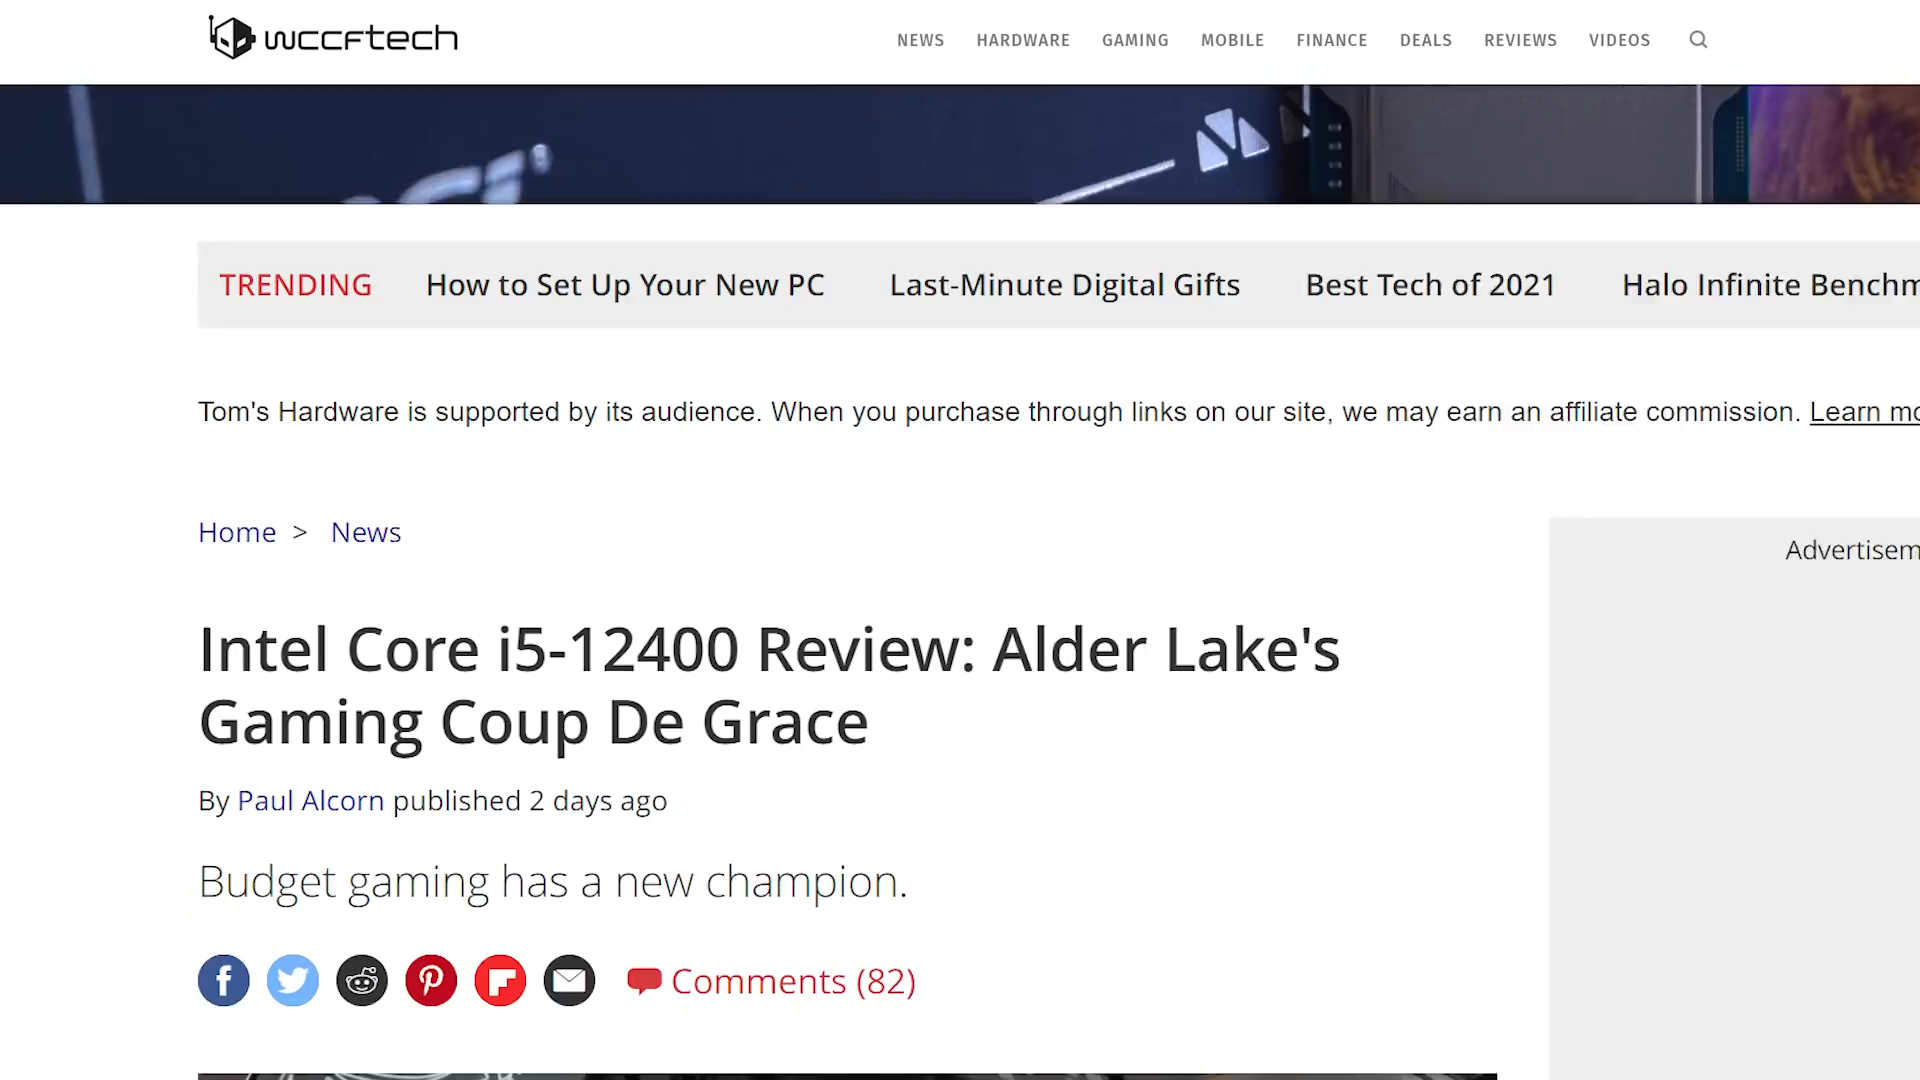 wccftech
NEWS HARDWARE GAMING MOBILE FINANCE DEALS REVIEWS VIDEOS
TRENDING How to Set Up Your New PC Last-Minute Digital Gifts Best Tech of 2021 Halo Infinite Benchm
Tom's Hardware is supported by its audience. When you purchase through links on our site, we may earn an affiliate commission. Learn mo
Home > News
Advertisem
Intel Core i5-12400 Review: Alder Lake's
Gaming Coup De Grace
By Paul Alcorn published 2 days ago
Budget gaming has a new champion.
Comments (82)